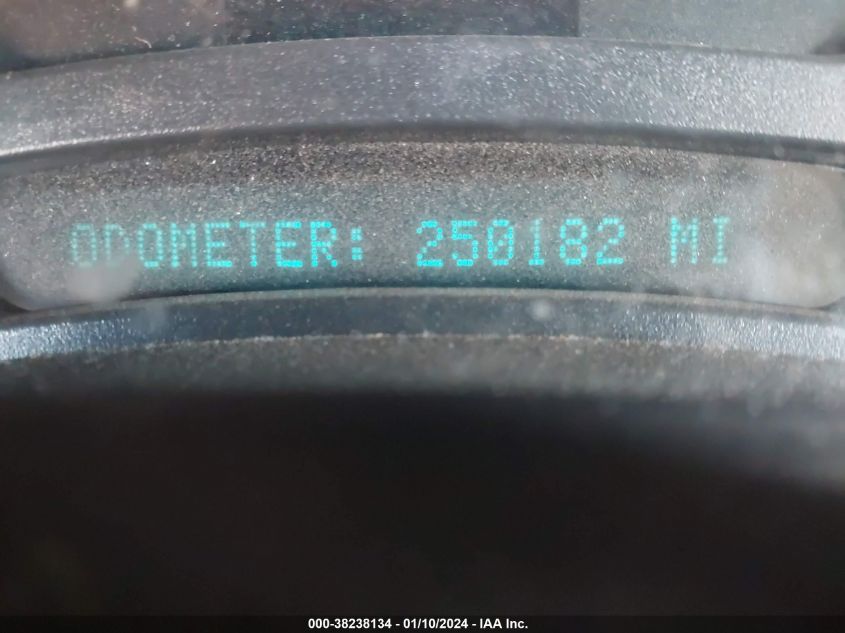 ODOMETER: 250182 MI
000-38238134 - 01/10/2024 - IAA Inc.